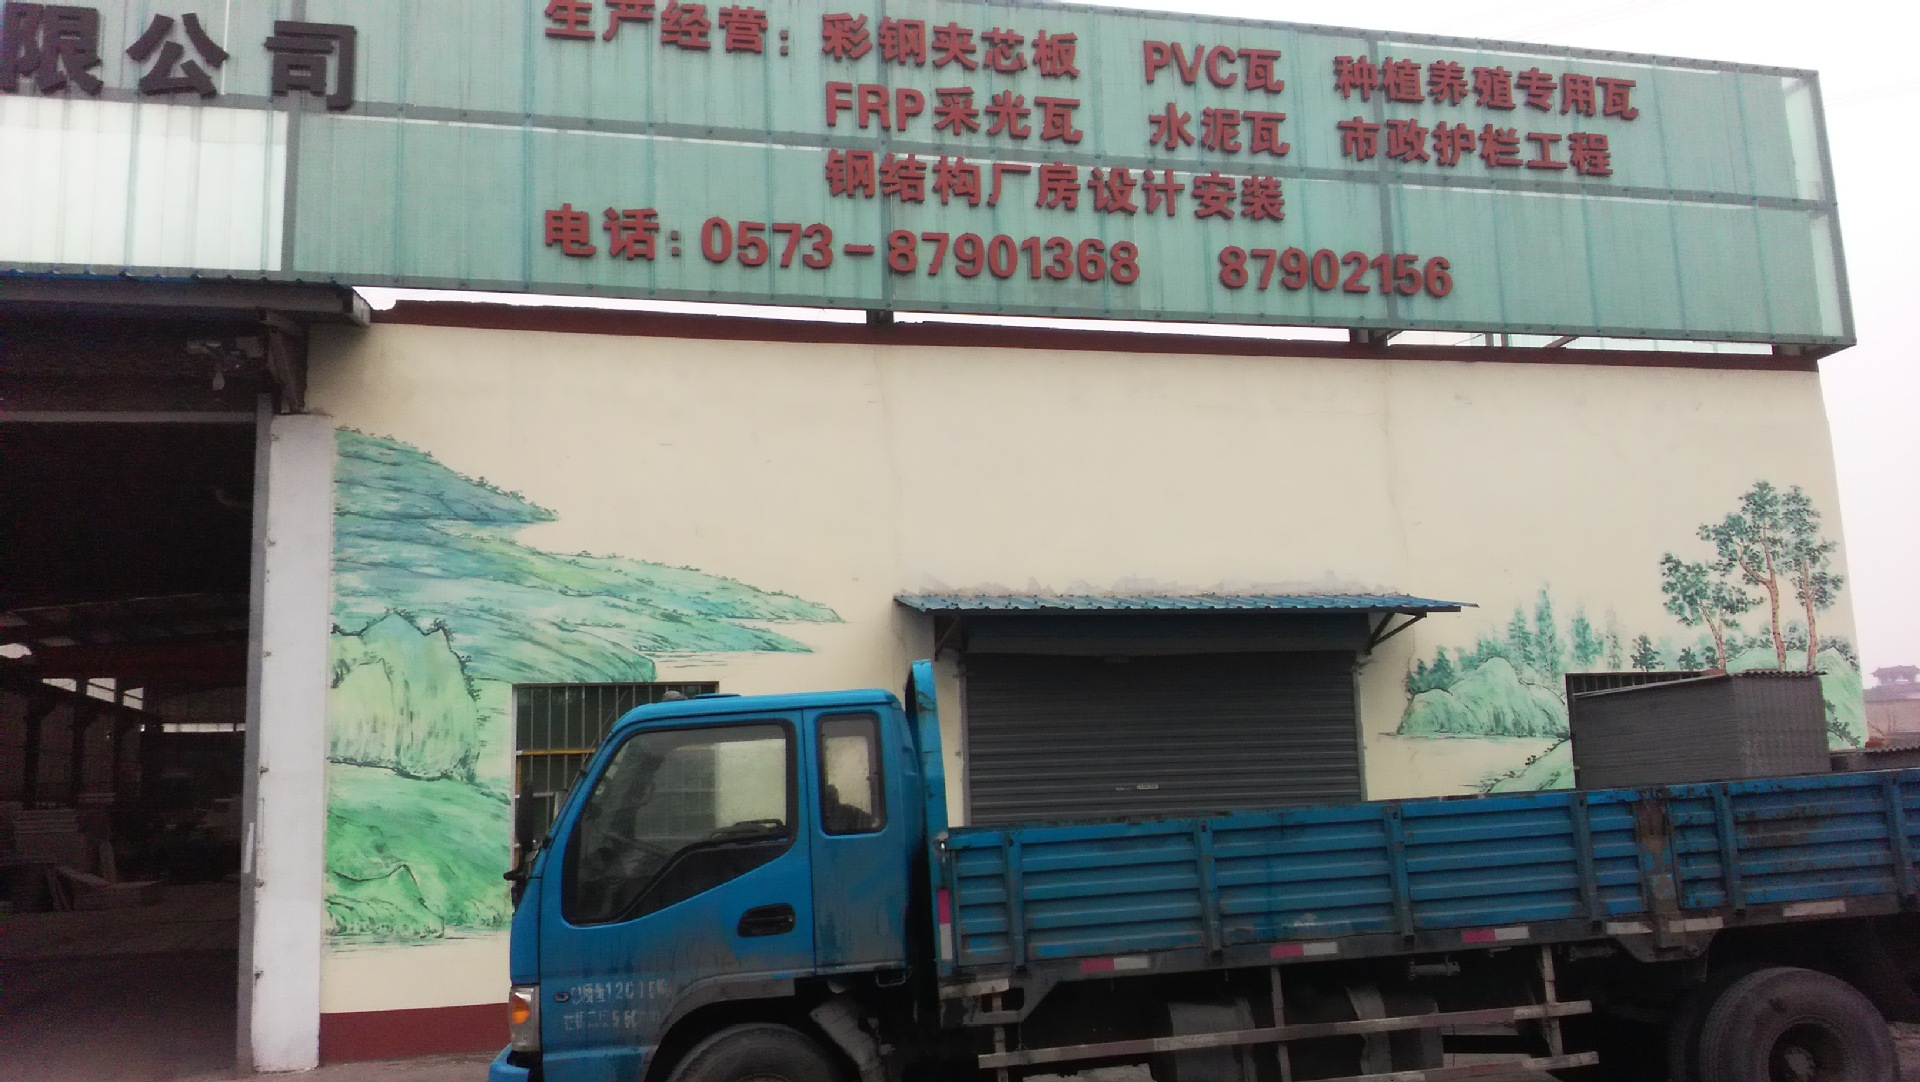 限公司
生产经营：彩钢夹芯板 PVC瓦 种植养殖专用瓦
FRP采光瓦 水泥瓦 市政护栏工程
钢结构厂房设计安装
电话：0573-87901368 87902156